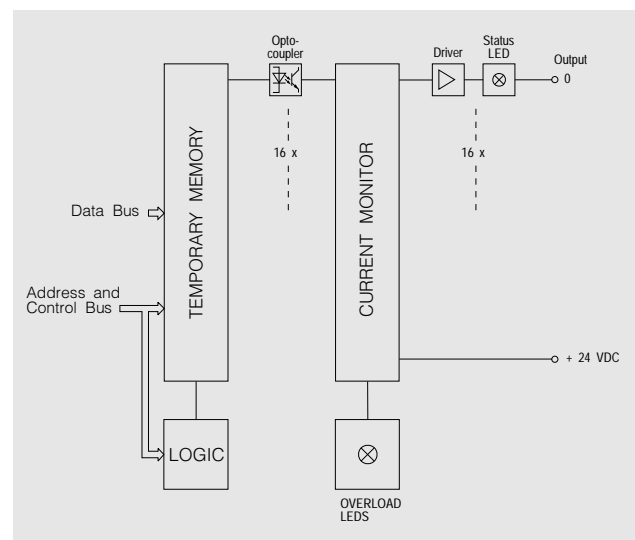 Opto-
coupler
Driver
Status
LED
Output
0
16 x
16 x
TEMPORARY MEMORY
CURRENT MONITOR
Data Bus
Address and
Control Bus
+ 24 VDC
LOGIC
OVERLOAD
LEDS